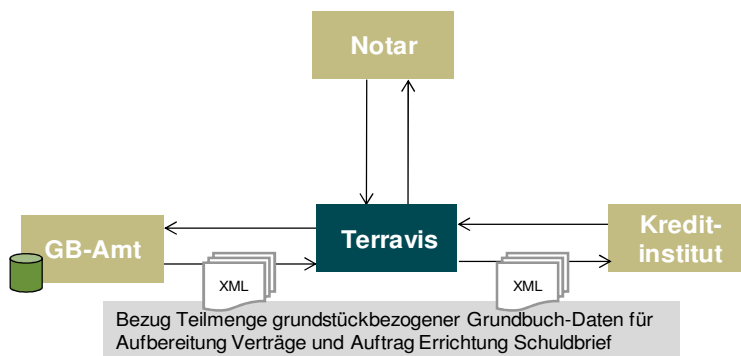 Notar
GB-Amt
Terravis
Kredit-
institut
XML
XML
Bezug Teilmenge grundstückbezogener Grundbuch-Daten für
Aufbereitung Verträge und Auftrag Errichtung Schuldbrief